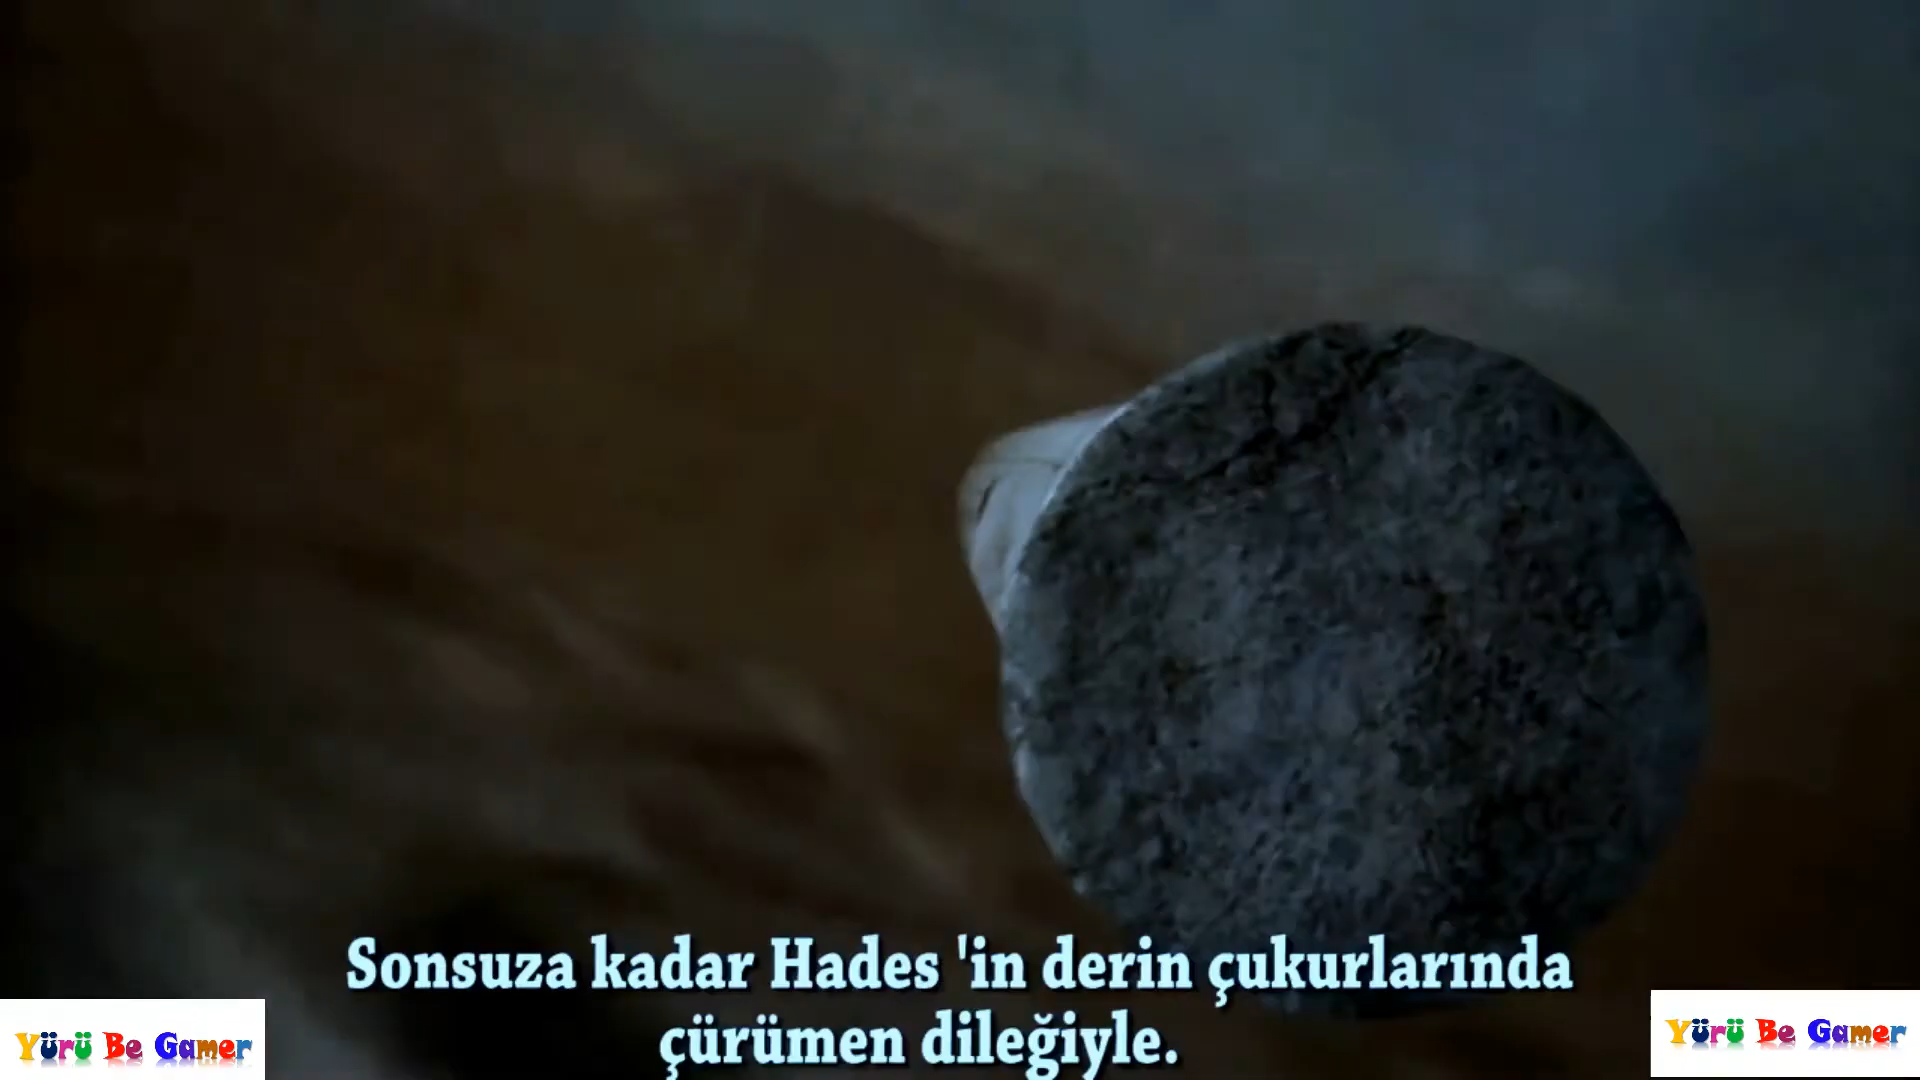 Sonsuza kadar Hades 'in derin çukurlarında
çürümen dileğiyle.
Yürü Be Gamer
Yürü Be Gamer